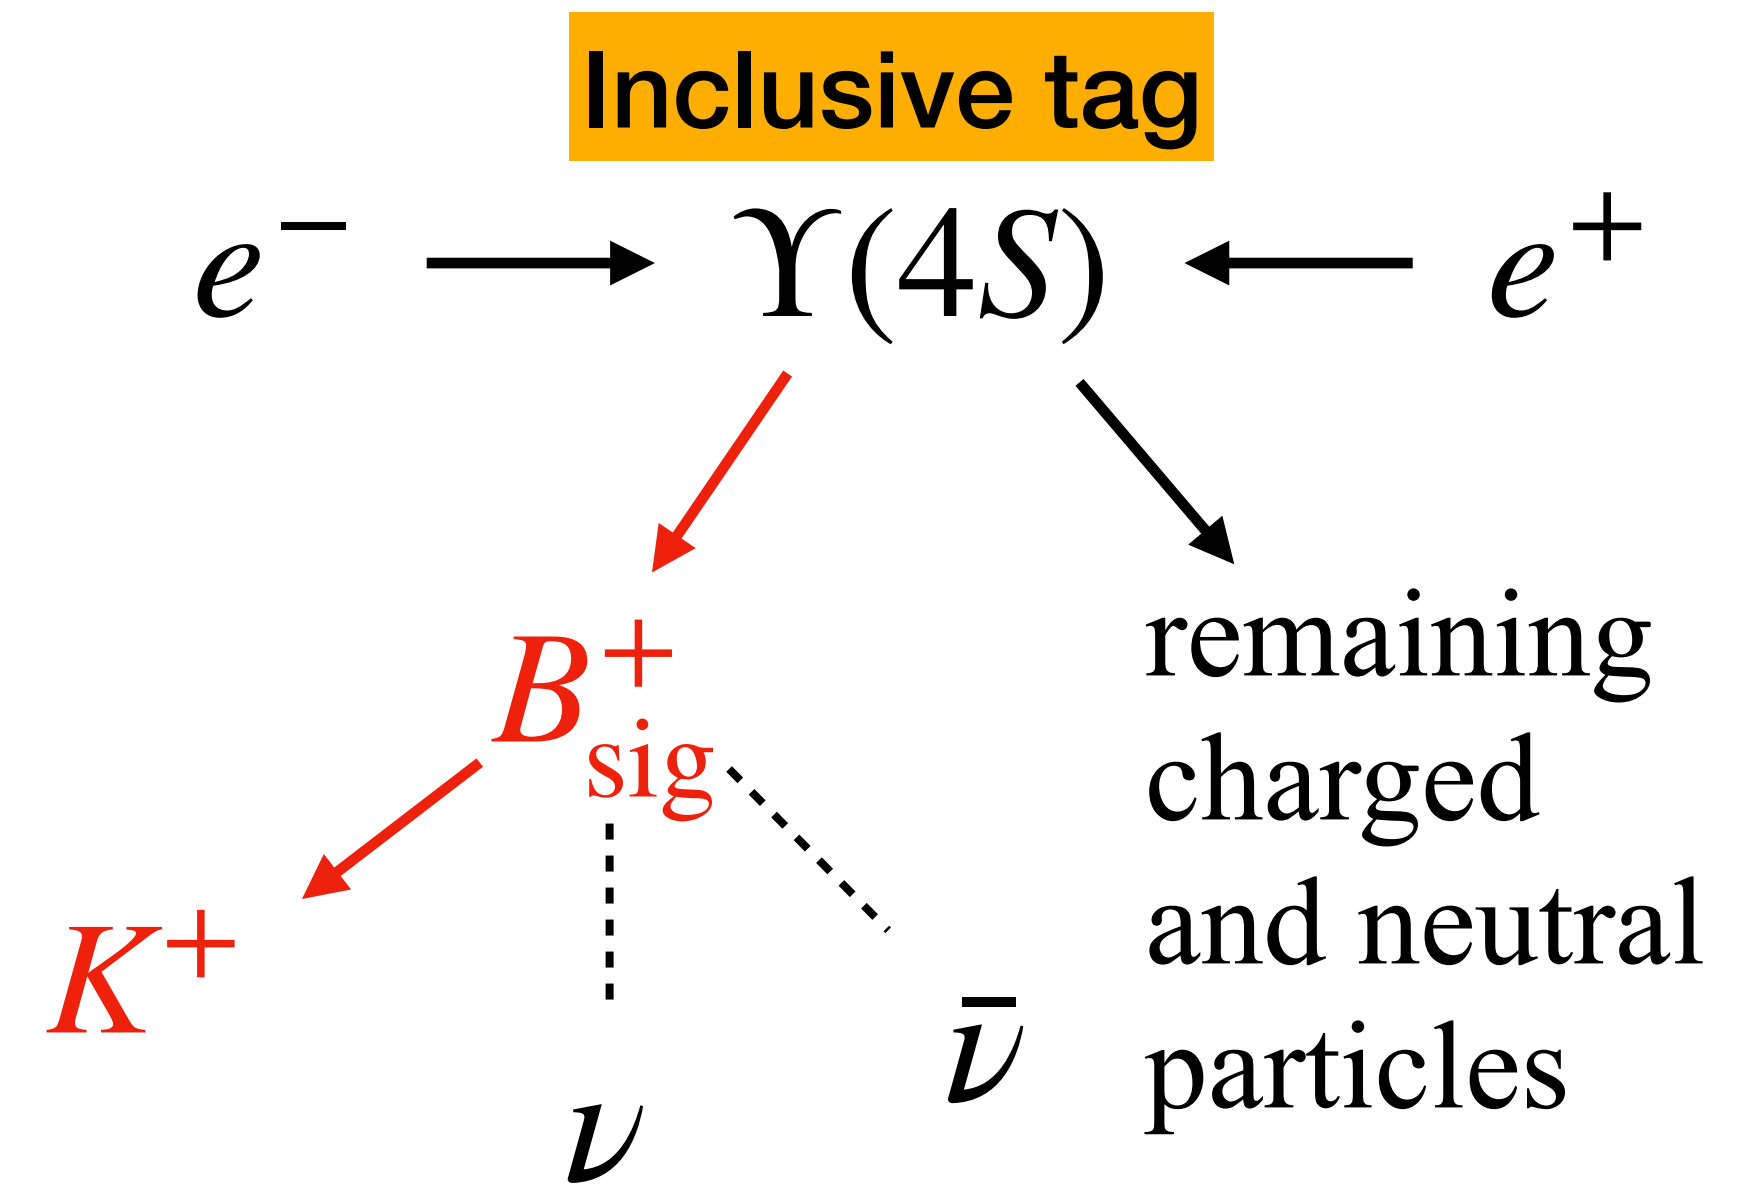 Inclusive tag
e⁻ ϒ(4S) e⁺
B⁺sig
remaining
charged
and neutral
particles
K⁺
ν
ν̄